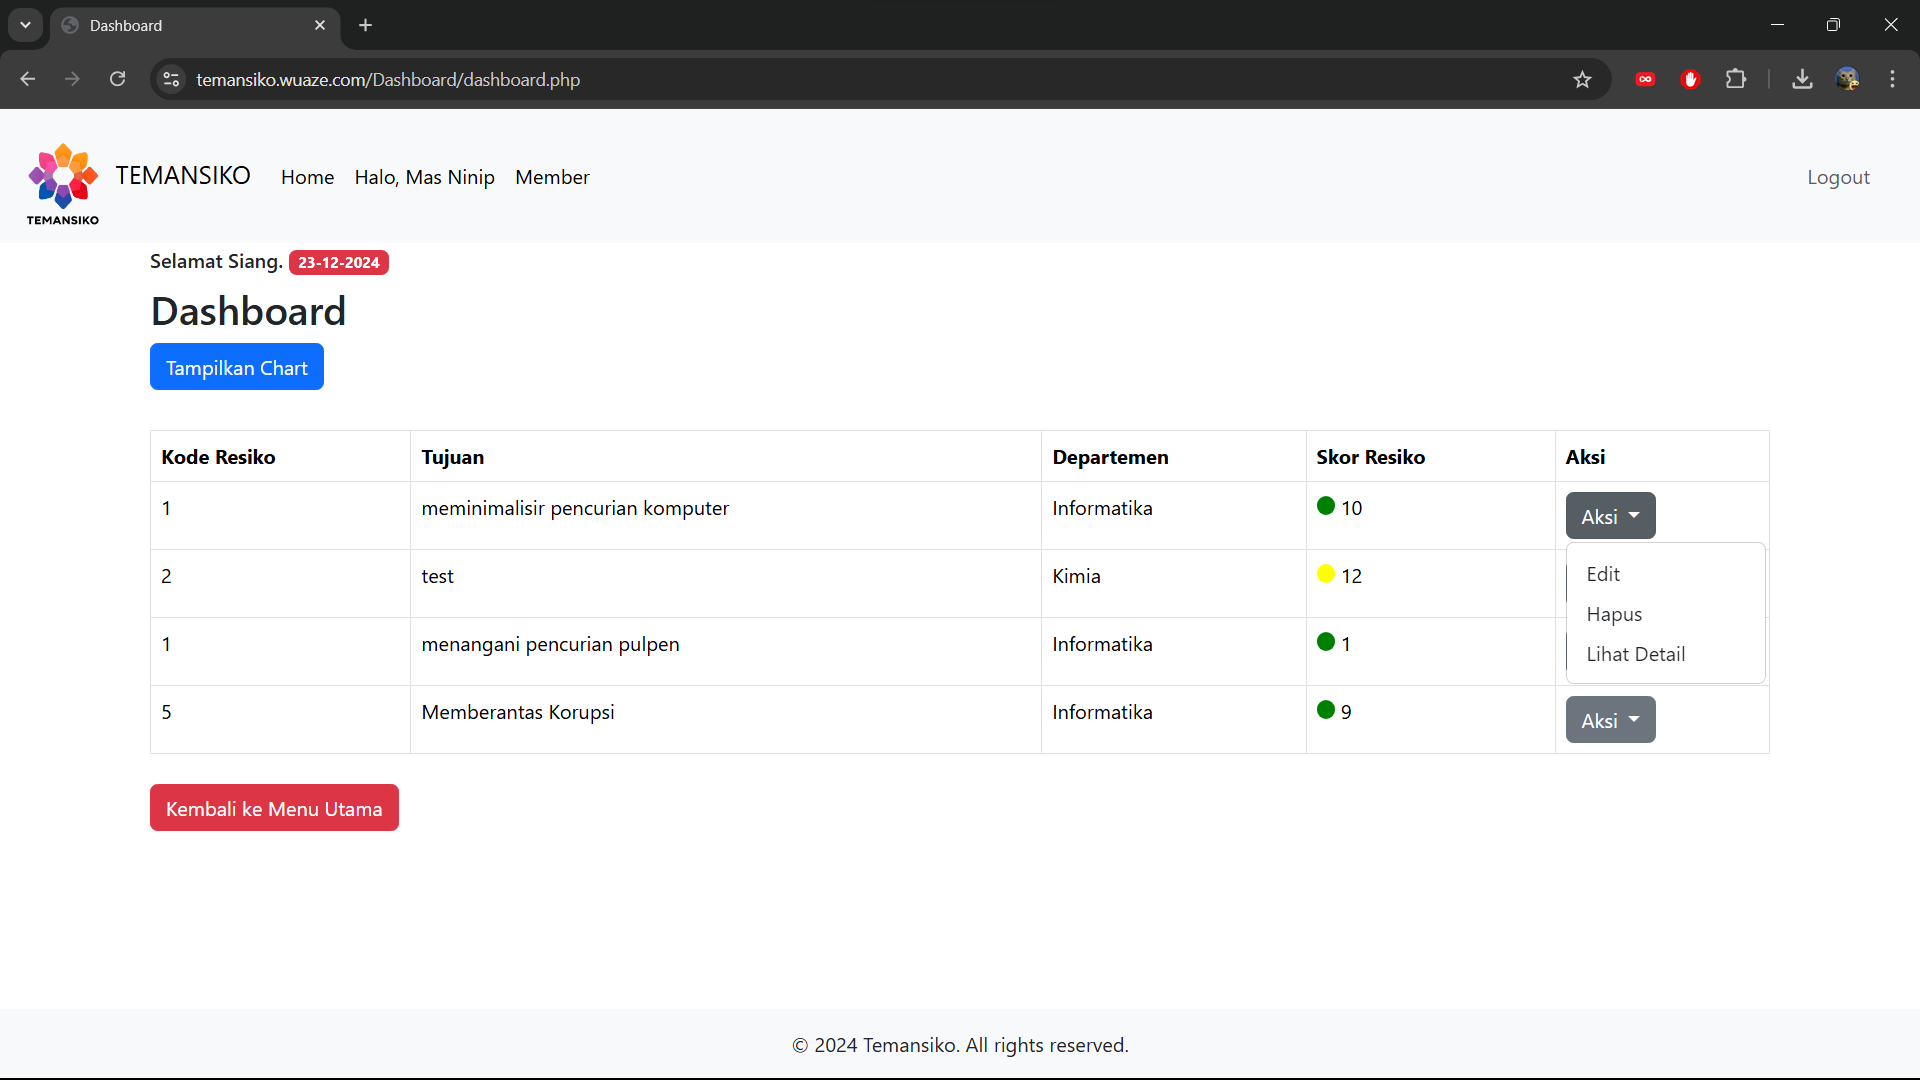 Dashboard
temansiko.wuaze.com/Dashboard/dashboard.php
TEMANSIKO
TEMANSIKO Home Halo, Mas Ninip Member Logout
Selamat Siang. 23-12-2024
Dashboard
Tampilkan Chart
Kode Resiko Tujuan Departemen Skor Resiko Aksi
1 meminimalisir pencurian komputer Informatika 10 Aksi
2 test Kimia 12
1 menangani pencurian pulpen Informatika 1
5 Memberantas Korupsi Informatika 9 Aksi
Edit
Hapus
Lihat Detail
Kembali ke Menu Utama
© 2024 Temansiko. All rights reserved.